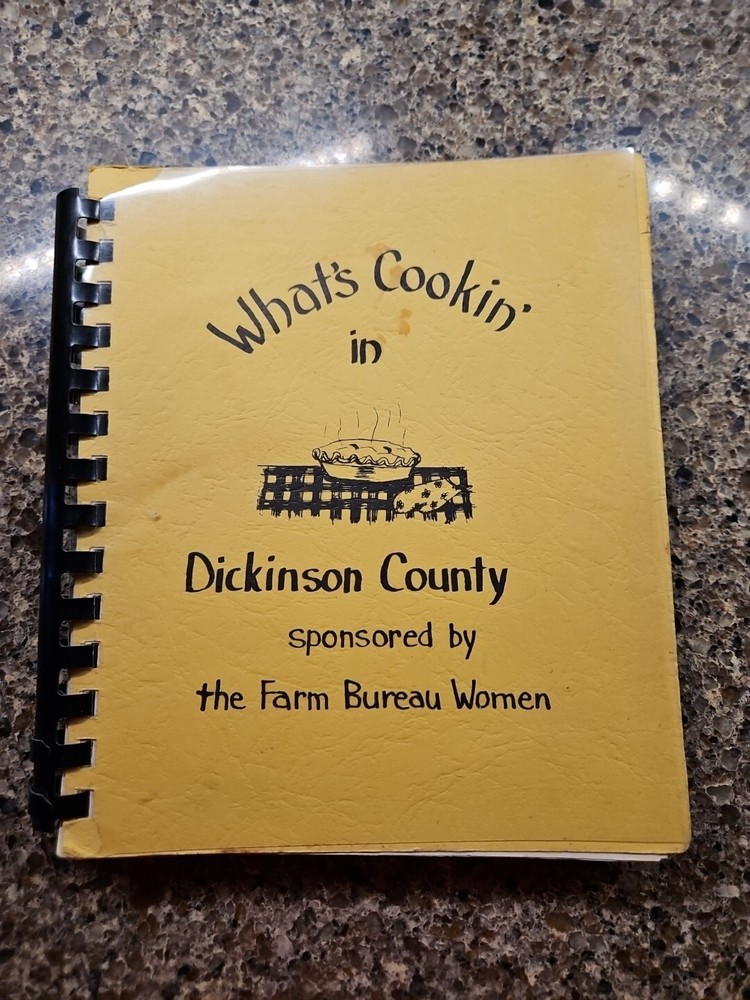 What's Cookin'
in
Dickinson County
sponsored by
the Farm Bureau Women